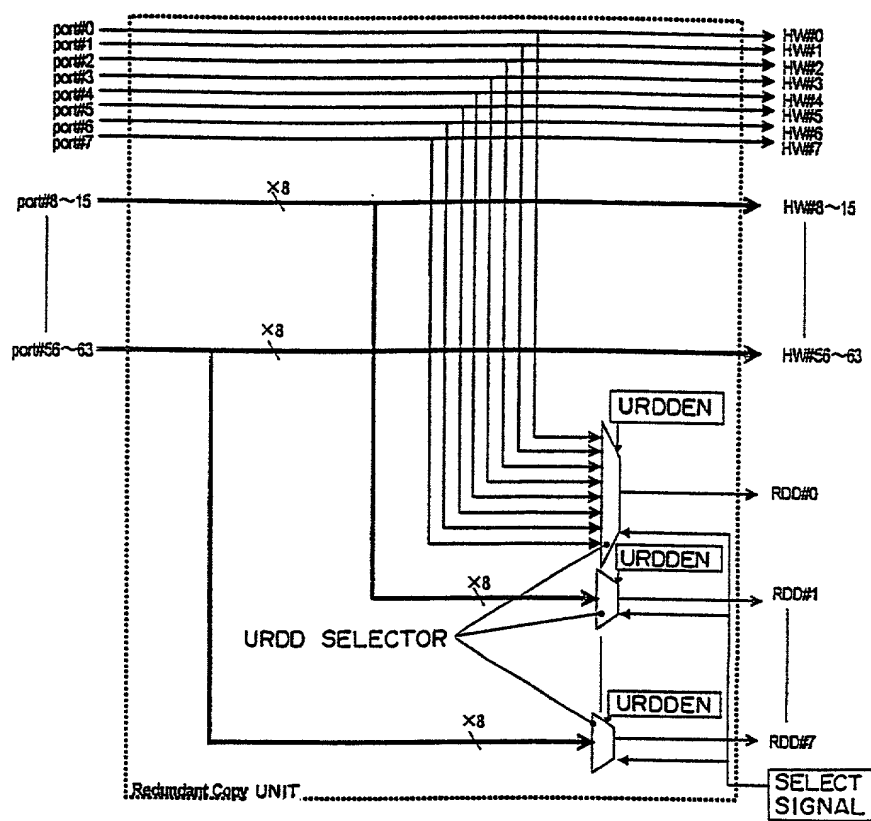 port#0
port#1
port#2
port#3
port#4
port#5
port#6
port#7
HW#0
HW#1
HW#2
HW#3
HW#4
HW#5
HW#6
HW#7
×8
port#8～15
HW#8～15
×8
port#56～63
HW#56～63
URDDEN
RDD#0
URDDEN
×8
RDD#1
URDD SELECTOR
URDDEN
×8
RDD#7
Redundant Copy UNIT
SELECT
SIGNAL